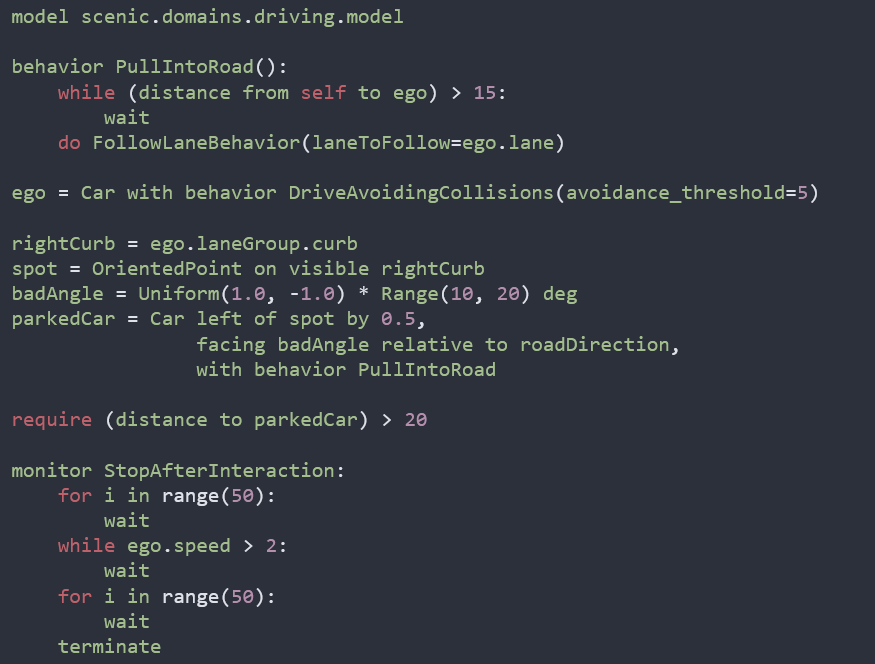 model scenic.domains.driving.model
behavior PullIntoRoad():
    while (distance from self to ego) > 15:
        wait
    do FollowLaneBehavior(laneToFollow=ego.lane)
ego = Car with behavior DriveAvoidingCollisions(avoidance_threshold=5)
rightCurb = ego.laneGroup.curb
spot = OrientedPoint on visible rightCurb
badAngle = Uniform(1.0, -1.0) * Range(10, 20) deg
parkedCar = Car left of spot by 0.5,
                facing badAngle relative to roadDirection,
                with behavior PullIntoRoad
require (distance to parkedCar) > 20
monitor StopAfterInteraction:
    for i in range(50):
        wait
    while ego.speed > 2:
        wait
    for i in range(50):
        wait
    terminate